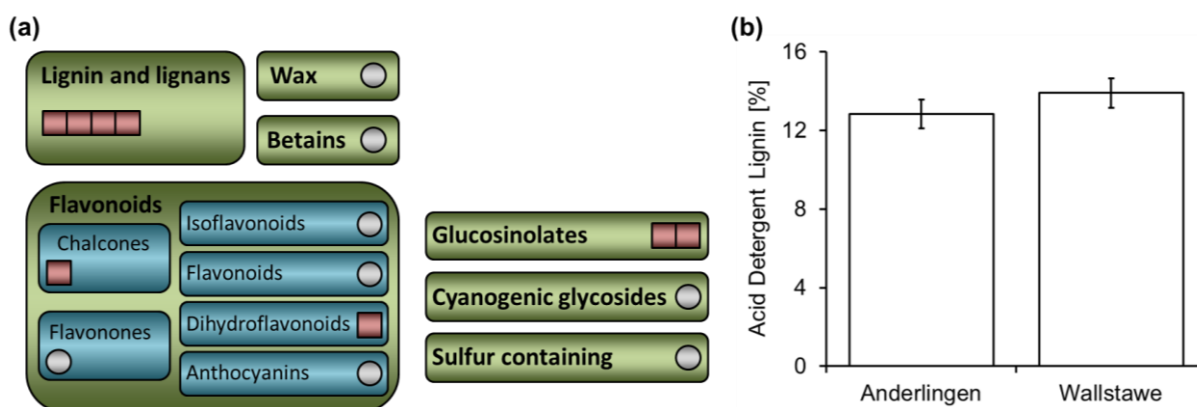 (a)
Lignin and lignans
Wax
Betains
Flavonoids
Chalcones
Flavonones
Isoflavonoids
Flavonoids
Dihydroflavonoids
Anthocyanins
Glucosinolates
Cyanogenic glycosides
Sulfur containing
(b)
Acid Detergent Lignin [%]
16
12
8
4
0
Anderlingen
Wallstawe